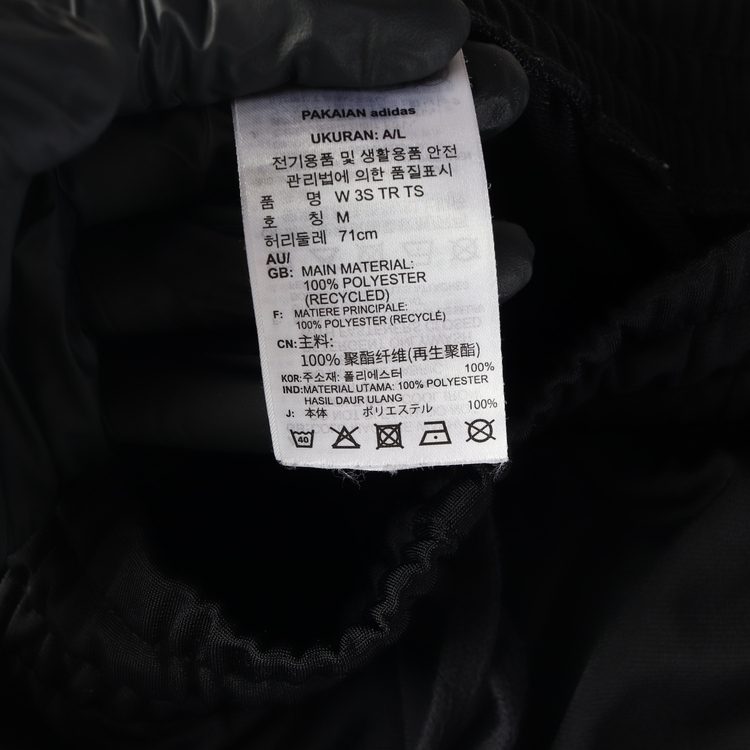 PAKAIAN adidas
UKURAN: A/L
전기용품 및 생활용품 안전
관리법에 의한 품질표시
품 명 W 3S TR TS
호 칭 M
허리둘레 71cm
AU/
GB: MAIN MATERIAL:
100% POLYESTER
(RECYCLED)
F: MATIERE PRINCIPALE:
100% POLYESTER (RECYCLÉ)
CN: 主料:
100% 聚酯纤维(再生聚酯)
KOR: 주소재: 폴리에스터 100%
IND: MATERIAL UTAMA: 100% POLYESTER
HASIL DAUR ULANG
J: 本体 ポリエステル 100%
40